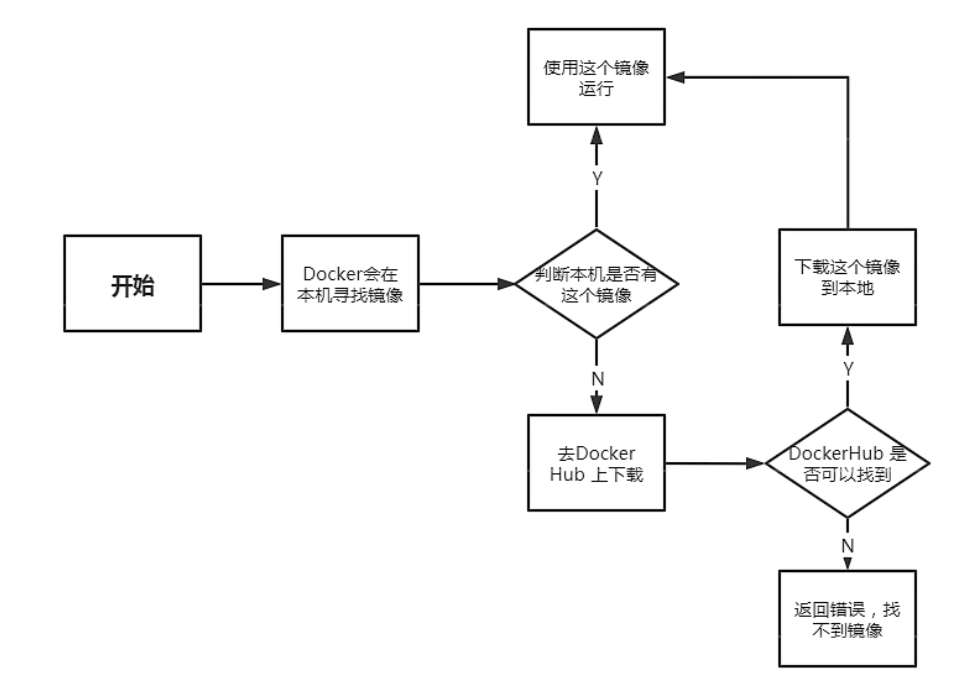 使用这个镜像
运行
Y
开始
Docker会在
本机寻找镜像
判断本机是否有
这个镜像
下载这个镜像
到本地
N
Y
去Docker
Hub 上下载
DockerHub 是
否可以找到
N
返回错误，找
不到镜像